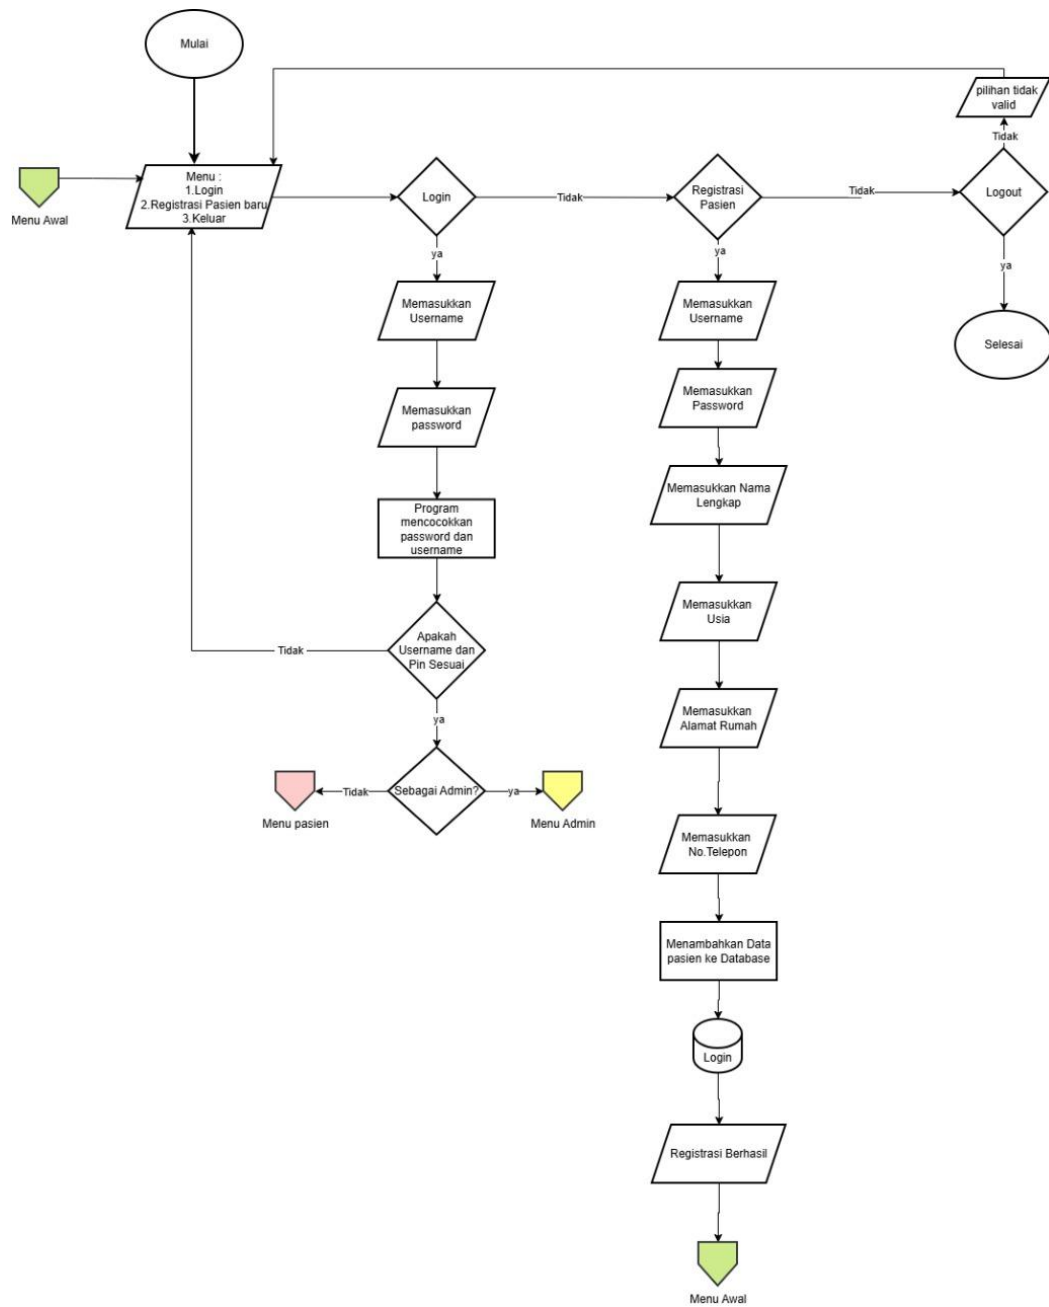 Mulai
pilihan tidak
valid
Tidak
Menu :
1.Login
2.Registrasi Pasien baru
3.Keluar
Menu Awal
Login
Tidak
Registrasi
Pasien
Tidak
Logout
ya
ya
ya
Memasukkan
Username
Memasukkan
Username
Selesai
Memasukkan
password
Memasukkan
Password
Program
mencocokkan
password dan
username
Memasukkan Nama
Lengkap
Apakah
Username dan
Pin Sesuai
Tidak
ya
Memasukkan
Usia
Memasukkan
Alamat Rumah
Sebagai Admin?
Tidak
ya
Menu pasien
Menu Admin
Memasukkan
No.Telepon
Menambahkan Data
pasien ke Database
Login
Registrasi Berhasil
Menu Awal